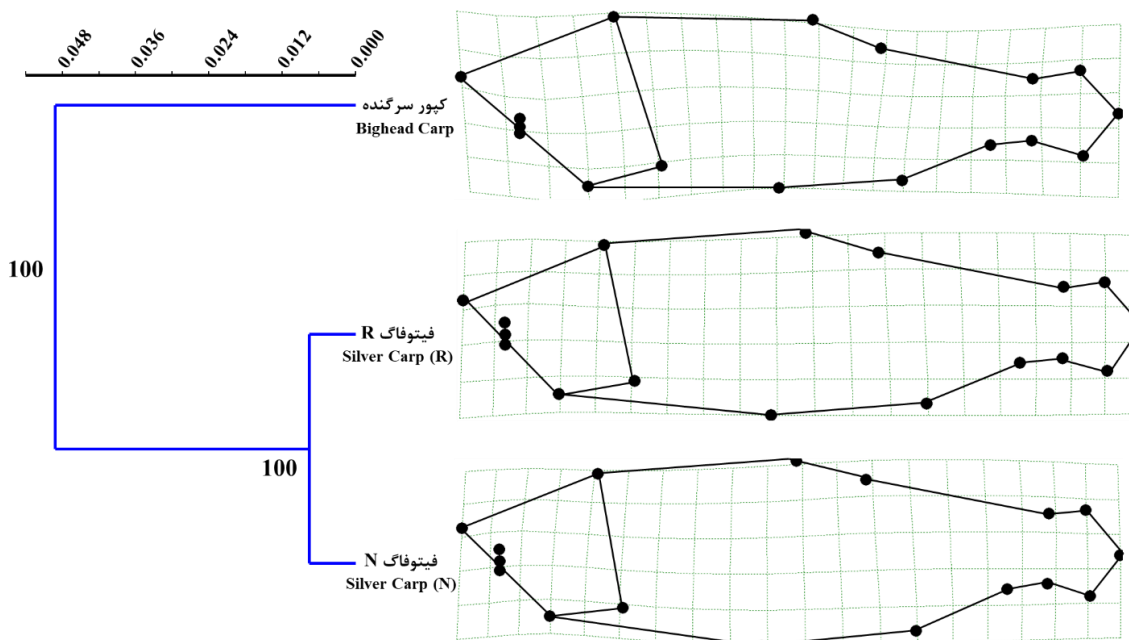 0.048 0.036 0.024 0.012 0.000
کپور سرگنده
Bighead Carp
100
فیتوفاگ R
Silver Carp (R)
100
فیتوفاگ N
Silver Carp (N)